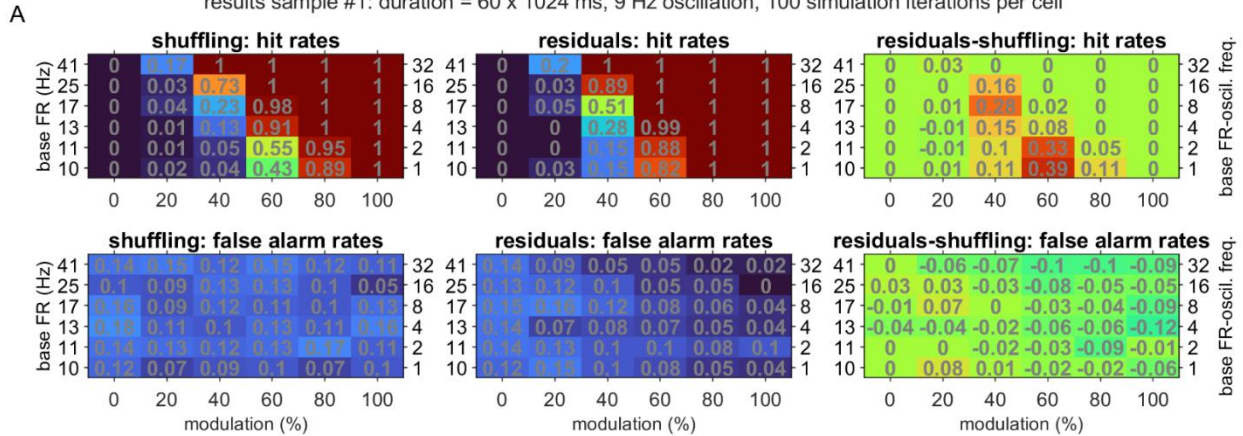 results sample #1: duration = 60 x 1024 ms, 9 Hz oscillation, 100 simulation iterations per cell
A
shuffling: hit rates
base FR (Hz)
41 0 0.17 1 1 1 1 32
25 0 0.03 0.73 1 1 1 16
17 0 0.04 0.23 0.98 1 1 8
13 0 0.01 0.13 0.91 1 1 4
11 0 0.01 0.05 0.55 0.95 1 2
10 0 0.02 0.04 0.43 0.89 1 1
0 20 40 60 80 100
residuals: hit rates
41 0 0.2 1 1 1 1 32
25 0 0.03 0.89 1 1 1 16
17 0 0.05 0.51 1 1 1 8
13 0 0 0.28 0.99 1 1 4
11 0 0 0.15 0.88 1 1 2
10 0 0.03 0.15 0.82 1 1 1
0 20 40 60 80 100
residuals-shuffling: hit rates
0 0.03 0 0 0 0 32
0 0 0.16 0 0 0 16
0 0.01 0.28 0.02 0 0 8
0 -0.01 0.15 0.08 0 0 4
0 -0.01 0.1 0.33 0.05 0 2
0 0.01 0.11 0.39 0.11 0 1
0 20 40 60 80 100
base FR-oscil. freq.
shuffling: false alarm rates
base FR (Hz)
41 0.14 0.15 0.12 0.15 0.12 0.11 32
25 0.1 0.09 0.13 0.13 0.1 0.05 16
17 0.16 0.09 0.12 0.11 0.1 0.13 8
13 0.18 0.11 0.1 0.13 0.11 0.16 4
11 0.14 0.13 0.12 0.13 0.17 0.11 2
10 0.12 0.07 0.09 0.1 0.07 0.1 1
0 20 40 60 80 100
modulation (%)
residuals: false alarm rates
41 0.14 0.09 0.05 0.05 0.02 0.02 32
25 0.13 0.12 0.1 0.05 0.05 0 16
17 0.15 0.16 0.12 0.08 0.06 0.04 8
13 0.14 0.07 0.08 0.07 0.05 0.04 4
11 0.14 0.13 0.1 0.1 0.08 0.1 2
10 0.12 0.15 0.1 0.08 0.05 0.04 1
0 20 40 60 80 100
modulation (%)
residuals-shuffling: false alarm rates
0 -0.06 -0.07 -0.1 -0.1 -0.09 32
0.03 0.03 -0.03 -0.08 -0.05 -0.05 16
-0.01 0.07 0 -0.03 -0.04 -0.09 8
-0.04 -0.04 -0.02 -0.06 -0.06 -0.12 4
0 0 -0.02 -0.03 -0.09 -0.01 2
0 0.08 0.01 -0.02 -0.02 -0.06 1
0 20 40 60 80 100
modulation (%)
base FR-oscil. freq.